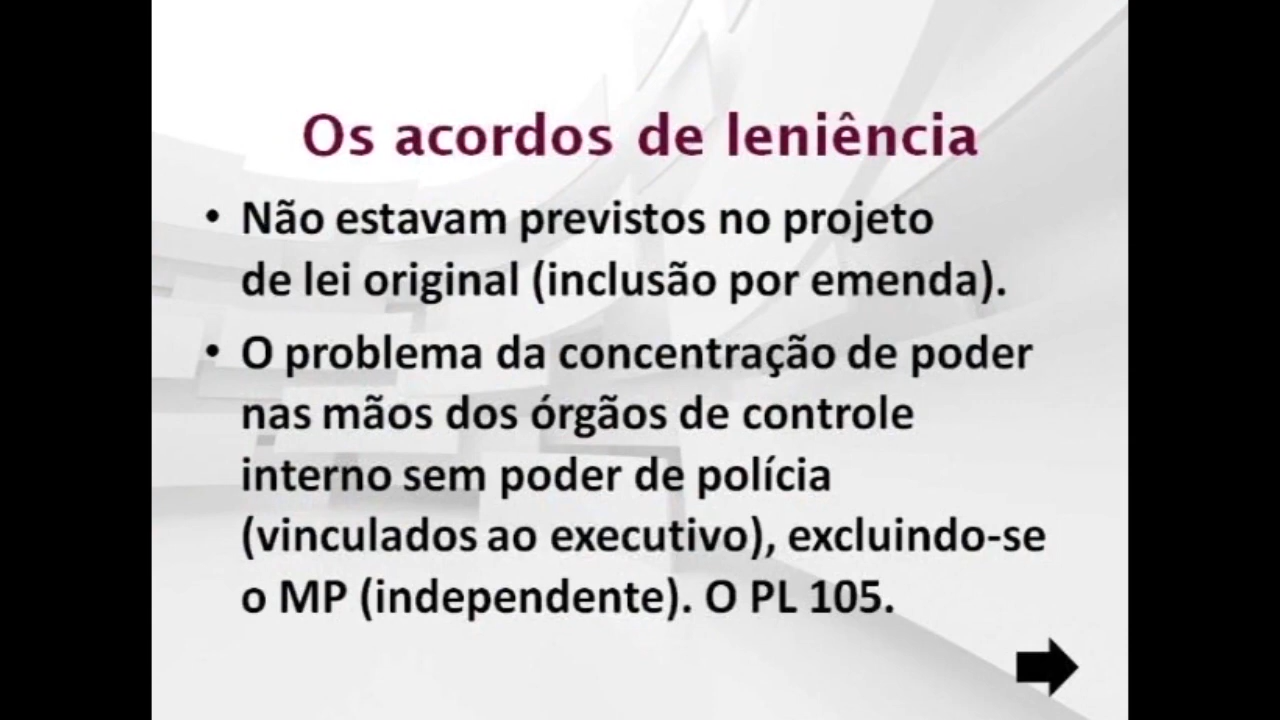 Os acordos de leniência
• Não estavam previstos no projeto
de lei original (inclusão por emenda).
• O problema da concentração de poder
nas mãos dos órgãos de controle
interno sem poder de polícia
(vinculados ao executivo), excluindo-se
o MP (independente). O PL 105.